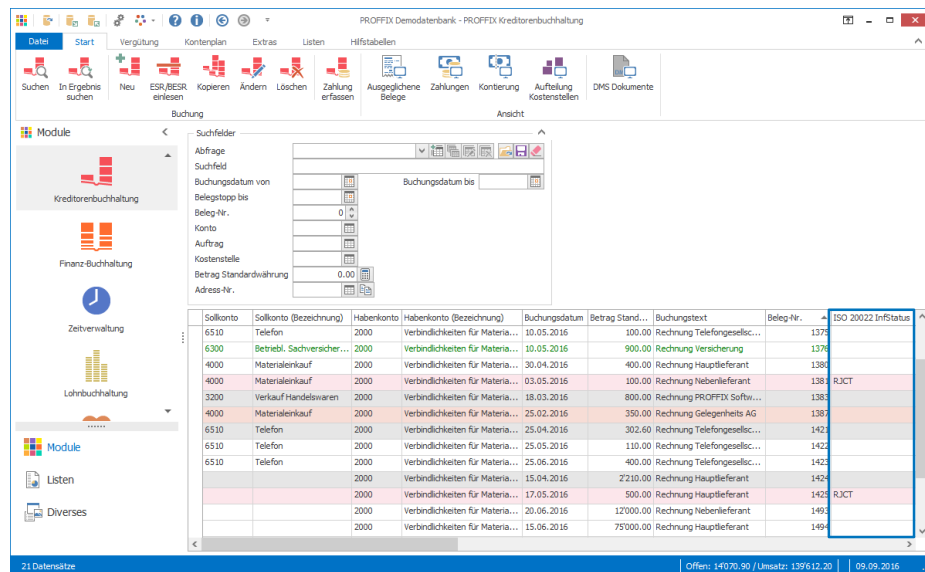 PROFFIX Demodatenbank - PROFFIX Kreditorenbuchhaltung
Datei Start Vergütung Kontenplan Extras Listen Hilfstabellen
Suchen In Ergebnis suchen Neu ESR/BESR einlesen Kopieren Ändern Löschen Zahlung erfassen Ausgeglichene Belege Zahlungen Kontierung Aufteilung Kostenstellen DMS Dokumente
Buchung Ansicht
Module
Kreditorenbuchhaltung
Finanz-Buchhaltung
Zeitverwaltung
Lohnbuchhaltung
Module
Listen
Diverses
Suchfelder
Abfrage
Suchfeld
Buchungsdatum von Buchungsdatum bis
Belegstopp bis
Beleg-Nr. 0
Konto
Auftrag
Kostenstelle
Betrag Standardwährung 0.00
Adress-Nr.
Sollkonto Sollkonto (Bezeichnung) Habenkonto Habenkonto (Bezeichnung) Buchungsdatum Betrag Stand... Buchungstext Beleg-Nr. ISO 20022 InfStatus
6510 Telefon 2000 Verbindlichkeiten für Materia... 10.05.2016 100.00 Rechnung Telefongesellsc... 1375
6300 Betriebl. Sachversicher... 2000 Verbindlichkeiten für Materia... 10.05.2016 900.00 Rechnung Versicherung 1376
4000 Materialeinkauf 2000 Verbindlichkeiten für Materia... 30.04.2016 400.00 Rechnung Hauptlieferant 1380
4000 Materialeinkauf 2000 Verbindlichkeiten für Materia... 03.05.2016 100.00 Rechnung Nebenlieferant 1381 RJCT
3200 Verkauf Handelswaren 2000 Verbindlichkeiten für Materia... 18.03.2016 800.00 Rechnung PROFFIX Softw... 1383
4000 Materialeinkauf 2000 Verbindlichkeiten für Materia... 25.02.2016 350.00 Rechnung Gelegenheits AG 1387
6510 Telefon 2000 Verbindlichkeiten für Materia... 25.04.2016 302.60 Rechnung Telefongesellsc... 1421
6510 Telefon 2000 Verbindlichkeiten für Materia... 25.05.2016 110.00 Rechnung Telefongesellsc... 1422
6510 Telefon 2000 Verbindlichkeiten für Materia... 25.06.2016 400.00 Rechnung Telefongesellsc... 1423
2000 Verbindlichkeiten für Materia... 15.04.2016 2'210.00 Rechnung Hauptlieferant 1424
2000 Verbindlichkeiten für Materia... 17.05.2016 500.00 Rechnung Hauptlieferant 1425 RJCT
2000 Verbindlichkeiten für Materia... 20.06.2016 12'000.00 Rechnung Nebenlieferant 1493
2000 Verbindlichkeiten für Materia... 15.06.2016 75'000.00 Rechnung Hauptlieferant 1494
21 Datensätze Offen: 14'070.90 / Umsatz: 139'612.20 09.09.2016